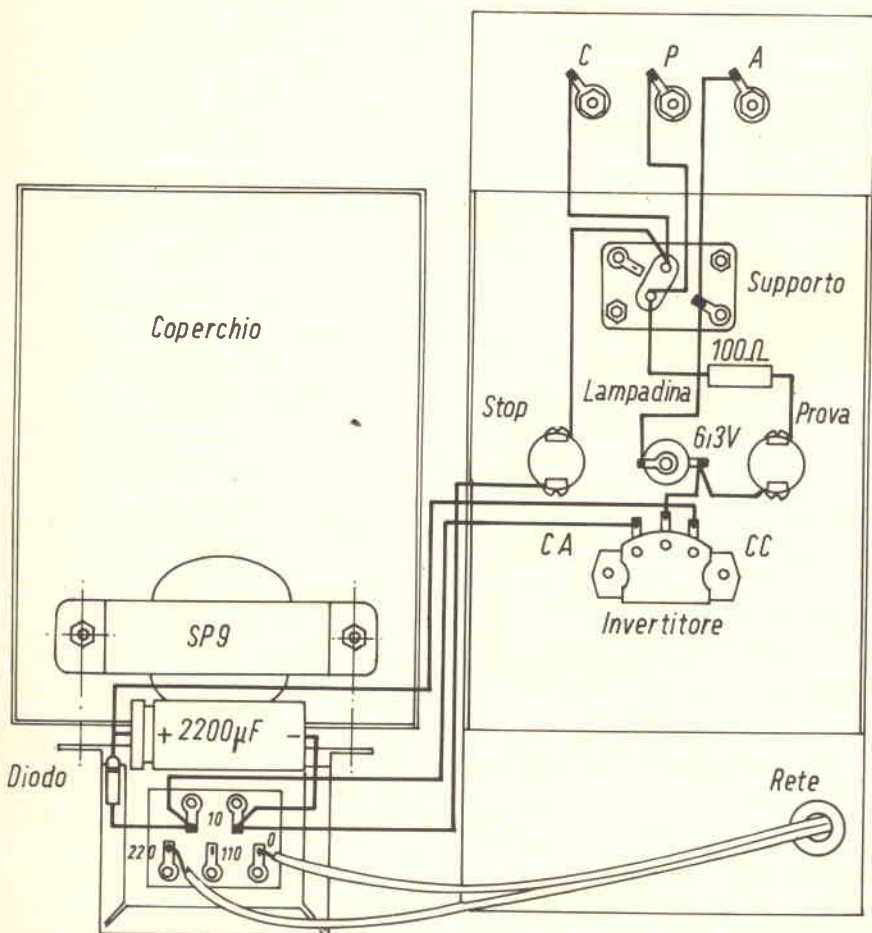 C P A
Supporto
Coperchio
100Ω
Lampadina
Stop
Prova
6,3V
CA
CC
SP9
Invertitore
+ 2200µF −
Diodo
Rete
10
220
110
0